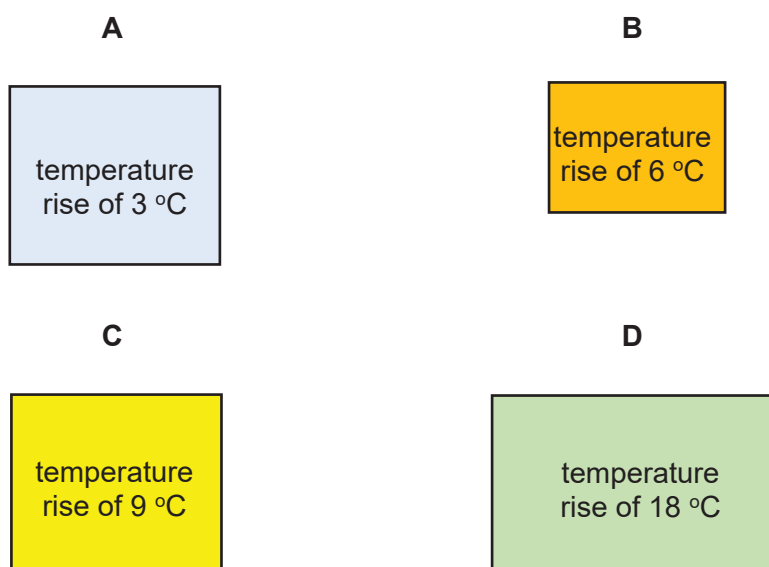 A
B
temperature
rise of 3 °C
temperature
rise of 6 °C
C
D
temperature
rise of 9 °C
temperature
rise of 18 °C